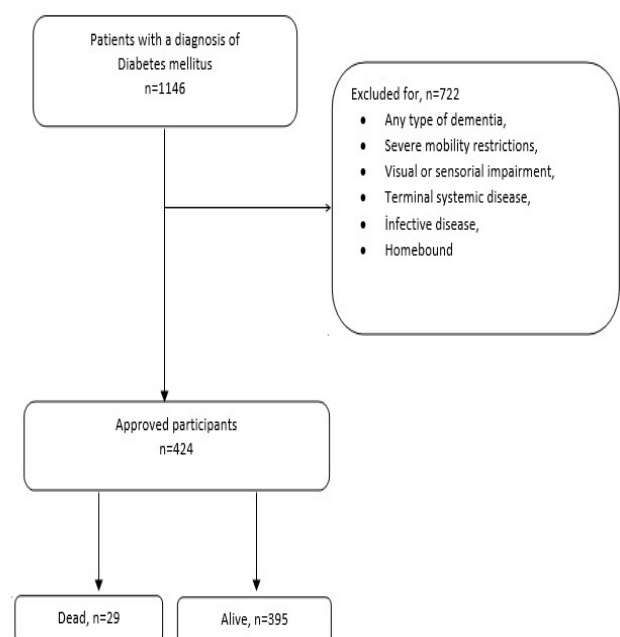 Patients with a diagnosis of
Diabetes mellitus
n=1146
Excluded for, n=722
• Any type of dementia,
• Severe mobility restrictions,
• Visual or sensorial impairment,
• Terminal systemic disease,
• İnfective disease,
• Homebound
Approved participants
n=424
Dead, n=29
Alive, n=395